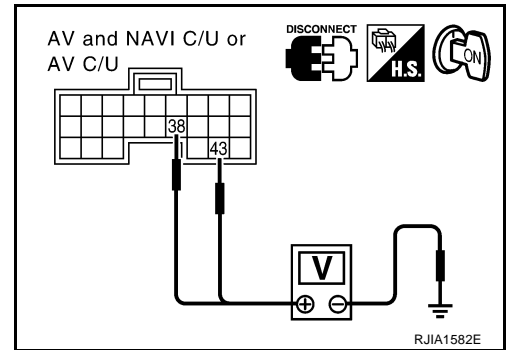 AV and NAVI C/U or
AV C/U
DISCONNECT
H.S.
ON
38
43
V
+ −
RJIA1582E